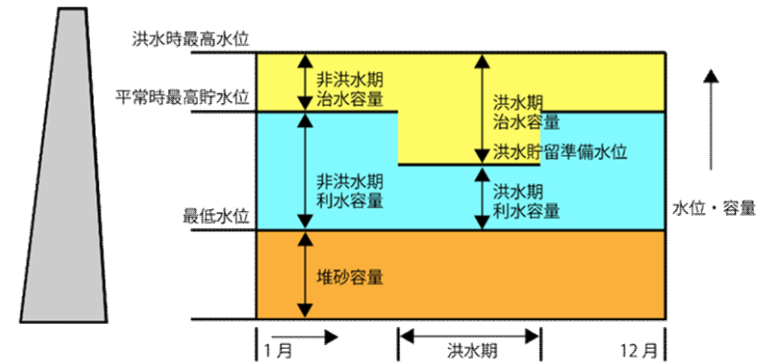 洪水時最高水位
平常時最高貯水位
最低水位
非洪水期
治水容量
洪水期
治水容量
洪水貯留準備水位
非洪水期
利水容量
洪水期
利水容量
堆砂容量
水位・容量
1月
洪水期
12月